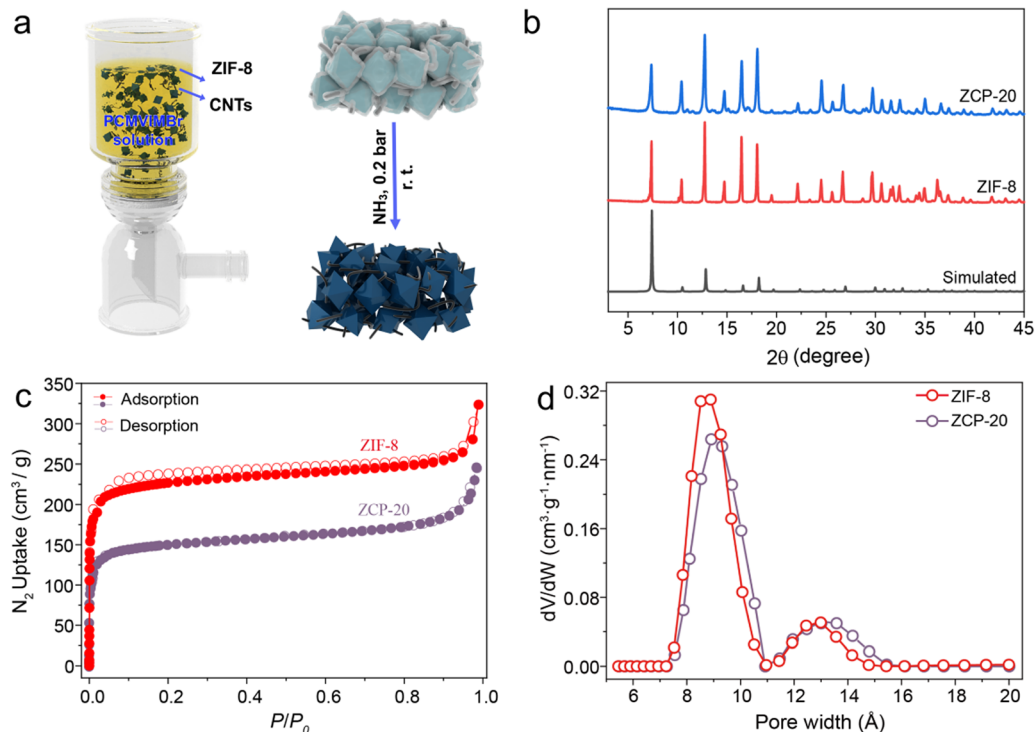 a
ZIF-8
CNTs
PCMVIMBr
solution
NH₃, 0.2 bar
r. t.
b
ZCP-20
ZIF-8
Simulated
5 10 15 20 25 30 35 40 45
2θ (degree)
c
350
300
250
200
150
100
50
0
N₂ Uptake (cm³/ g)
Adsorption
Desorption
ZIF-8
ZCP-20
0.0 0.2 0.4 0.6 0.8 1.0
P/P₀
d
0.32
0.24
0.16
0.08
0.00
dV/dW (cm³·g⁻¹·nm⁻¹)
ZIF-8
ZCP-20
6 8 10 12 14 16 18 20
Pore width (Å)